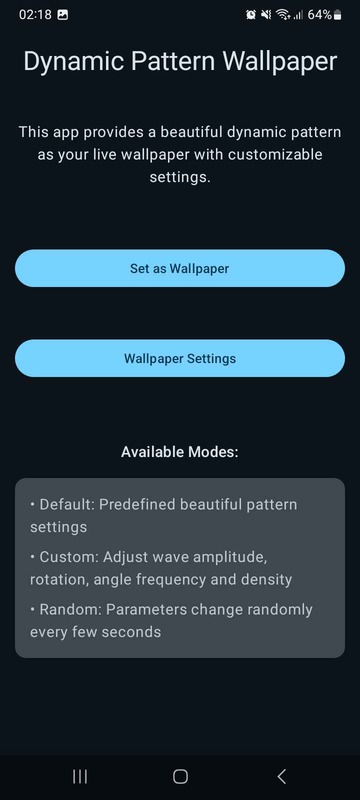 02:18
64%
Dynamic Pattern Wallpaper
This app provides a beautiful dynamic pattern
as your live wallpaper with customizable
settings.
Set as Wallpaper
Wallpaper Settings
Available Modes:
• Default: Predefined beautiful pattern
settings
• Custom: Adjust wave amplitude,
rotation, angle frequency and density
• Random: Parameters change randomly
every few seconds